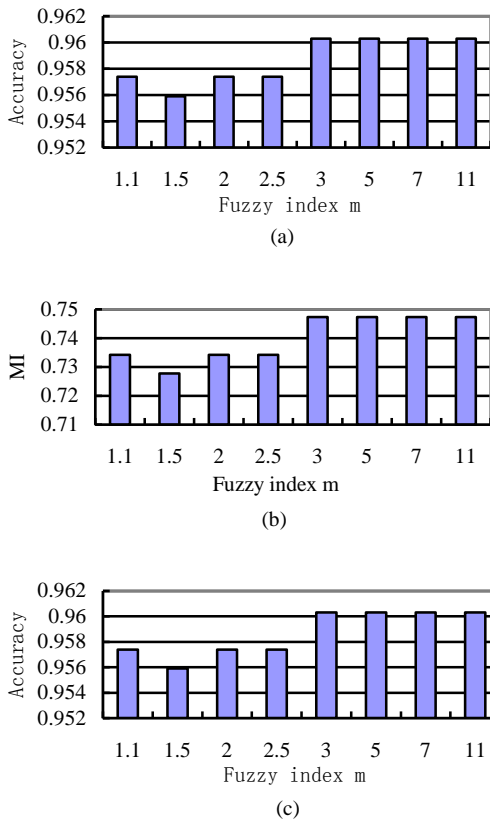 0.962
0.96
0.958
0.956
0.954
0.952
Accuracy
1.1 1.5 2 2.5 3 5 7 11
Fuzzy index m
(a)
0.75
0.74
0.73
0.72
0.71
MI
1.1 1.5 2 2.5 3 5 7 11
Fuzzy index m
(b)
0.962
0.96
0.958
0.956
0.954
0.952
Accuracy
1.1 1.5 2 2.5 3 5 7 11
Fuzzy index m
(c)